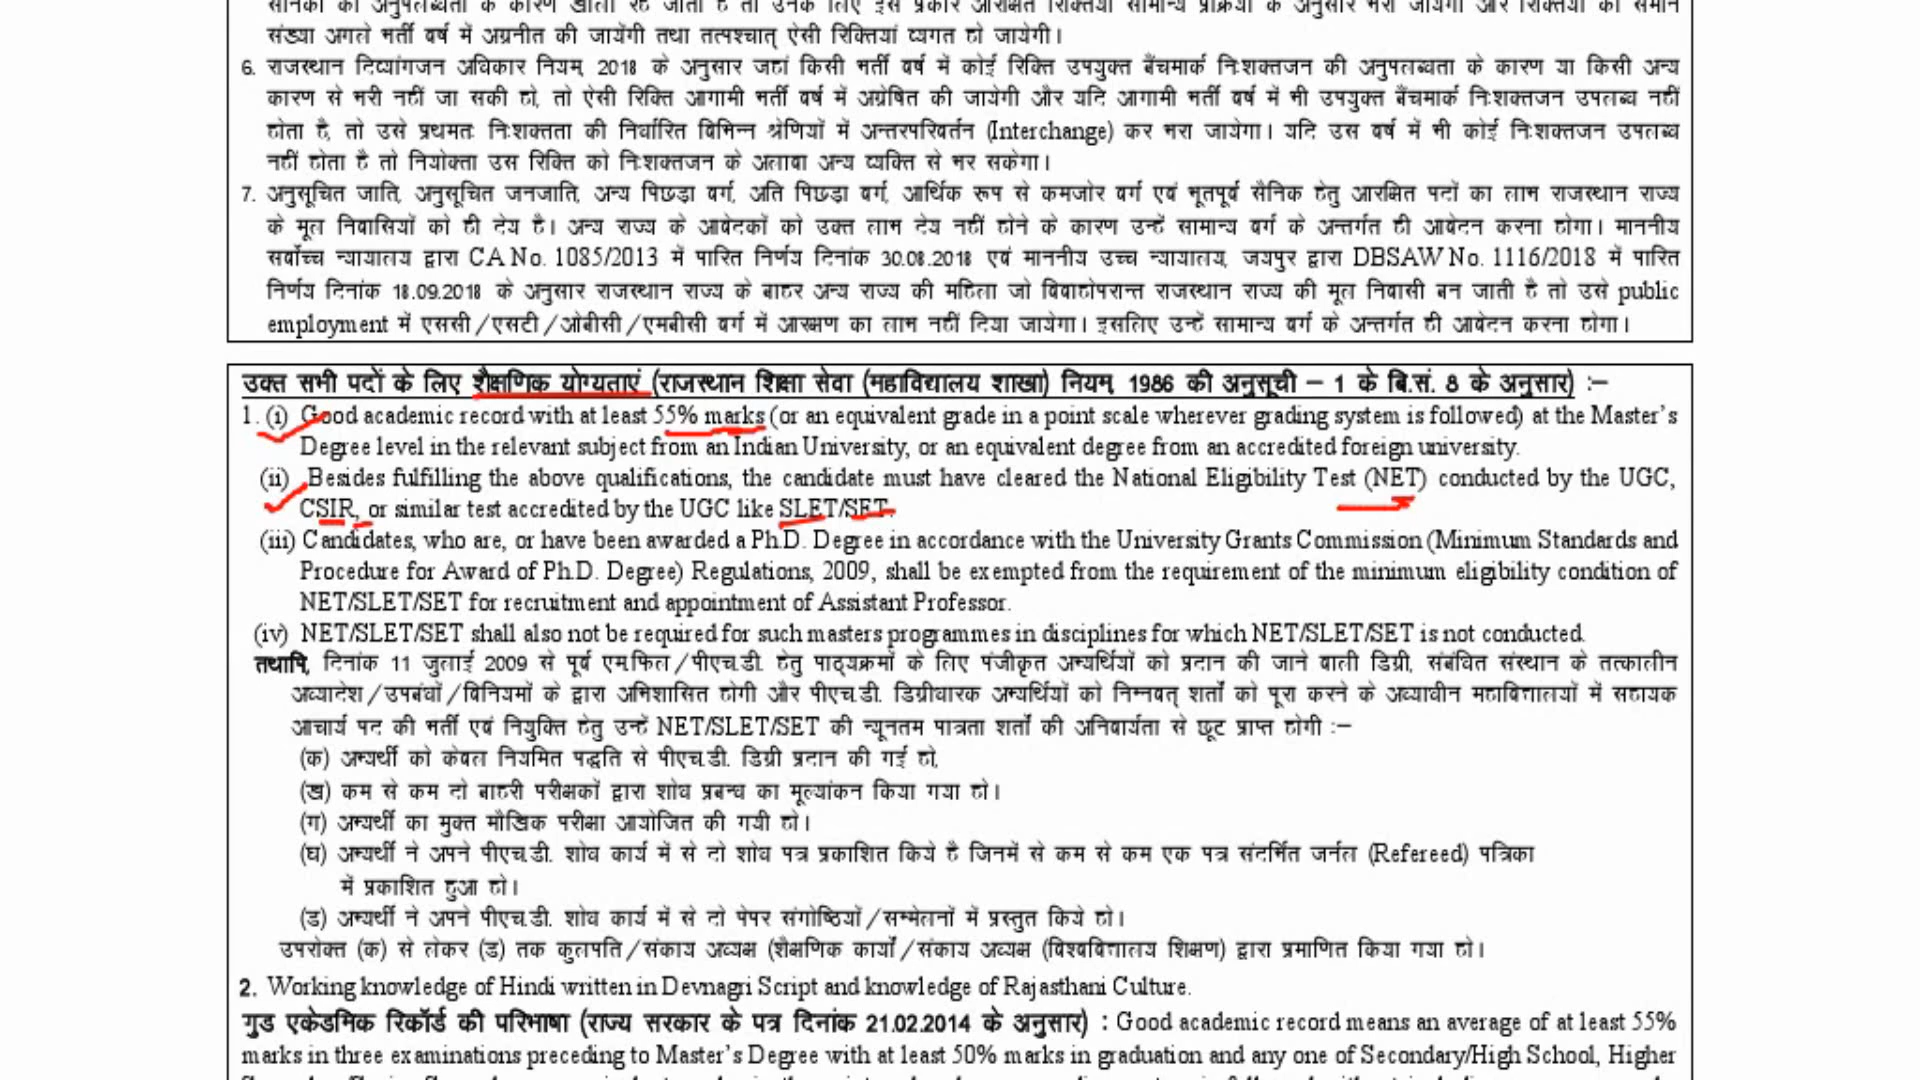 सैनिकों की अनुपलब्धता के कारण खाली रह जाती है तो उनके लिए इस प्रकार आरक्षित रिक्तियां सामान्य प्रक्रिया के अनुसार भरी जायेंगी और रिक्तियों की समान
संख्या अगले भर्ती वर्ष में अग्रनीत की जायेंगी तथा तत्पश्चात् ऐसी रिक्तियां व्यगत हो जायेंगी।
6. राजस्थान दिव्यांगजन अधिकार नियम, 2018 के अनुसार जहां किसी भर्ती वर्ष में कोई रिक्ति उपयुक्त बैंचमार्क निःशक्तजन की अनुपलब्धता के कारण या किसी अन्य
कारण से भरी नहीं जा सकी हो, तो ऐसी रिक्ति आगामी भर्ती वर्ष में अग्रेषित की जायेगी और यदि आगामी भर्ती वर्ष में भी उपयुक्त बैंचमार्क निःशक्तजन उपलब्ध नहीं
होता है, तो उसे प्रथमतः निःशक्तता की निर्धारित विभिन्न श्रेणियों में अन्तरपरिवर्तन (Interchange) कर भरा जायेगा। यदि उस वर्ष में भी कोई निःशक्तजन उपलब्ध
नहीं होता है तो नियोक्ता उस रिक्ति को निःशक्तजन के अलावा अन्य व्यक्ति से भर सकेगा।
7. अनुसूचित जाति, अनुसूचित जनजाति, अन्य पिछड़ा वर्ग, अति पिछड़ा वर्ग, आर्थिक रूप से कमजोर वर्ग एवं भूतपूर्व सैनिक हेतु आरक्षित पदों का लाभ राजस्थान राज्य
के मूल निवासियों को ही देय है। अन्य राज्य के आवेदकों को उक्त लाभ देय नहीं होने के कारण उन्हें सामान्य वर्ग के अन्तर्गत ही आवेदन करना होगा। माननीय
सर्वोच्च न्यायालय द्वारा CA No. 1085/2013 में पारित निर्णय दिनांक 30.08.2018 एवं माननीय उच्च न्यायालय, जयपुर द्वारा DBSAW No. 1116/2018 में पारित
निर्णय दिनांक 18.09.2018 के अनुसार राजस्थान राज्य के बाहर अन्य राज्य की महिला जो विवाहोपरान्त राजस्थान राज्य की मूल निवासी बन जाती है तो उसे public
employment में एससी/एसटी/ओबीसी/एमबीसी वर्ग में आरक्षण का लाभ नहीं दिया जायेगा। इसलिए उन्हें सामान्य वर्ग के अन्तर्गत ही आवेदन करना होगा।
उक्त सभी पदों के लिए शैक्षणिक योग्यताएं (राजस्थान शिक्षा सेवा (महाविद्यालय शाखा) नियम, 1986 की अनुसूची – 1 के बि.सं. 8 के अनुसार) :–
1. (i) Good academic record with at least 55% marks (or an equivalent grade in a point scale wherever grading system is followed) at the Master's
Degree level in the relevant subject from an Indian University, or an equivalent degree from an accredited foreign university.
(ii) Besides fulfilling the above qualifications, the candidate must have cleared the National Eligibility Test (NET) conducted by the UGC,
CSIR, or similar test accredited by the UGC like SLET/SET.
(iii) Candidates, who are, or have been awarded a Ph.D. Degree in accordance with the University Grants Commission (Minimum Standards and
Procedure for Award of Ph.D. Degree) Regulations, 2009, shall be exempted from the requirement of the minimum eligibility condition of
NET/SLET/SET for recruitment and appointment of Assistant Professor.
(iv) NET/SLET/SET shall also not be required for such masters programmes in disciplines for which NET/SLET/SET is not conducted.
तथापि, दिनांक 11 जुलाई 2009 से पूर्व एम.फिल/पीएच.डी. हेतु पाठ्यक्रमों के लिए पंजीकृत अभ्यर्थियों को प्रदान की जाने वाली डिग्री, संबंधित संस्थान के तत्कालीन
अध्यादेश/उपबंधों/विनियमों के द्वारा अभिशासित होगी और पीएच.डी. डिग्रीधारक अभ्यर्थियों को निम्नवत् शर्तों को पूरा करने के अध्याधीन महाविद्यालयों में सहायक
आचार्य पद की भर्ती एवं नियुक्ति हेतु उन्हें NET/SLET/SET की न्यूनतम पात्रता शर्तों की अनिवार्यता से छूट प्राप्त होगी :–
(क) अभ्यर्थी को केवल नियमित पद्धति से पीएच.डी. डिग्री प्रदान की गई हो,
(ख) कम से कम दो बाहरी परीक्षकों द्वारा शोध प्रबन्ध का मूल्यांकन किया गया हो।
(ग) अभ्यर्थी का मुक्त मौखिक परीक्षा आयोजित की गयी हो।
(घ) अभ्यर्थी ने अपने पीएच.डी. शोध कार्य में से दो शोध पत्र प्रकाशित किये है जिनमें से कम से कम एक पत्र संदर्भित जर्नल (Refereed) पत्रिका
में प्रकाशित हुआ हो।
(ड) अभ्यर्थी ने अपने पीएच.डी. शोध कार्य में से दो पेपर संगोष्ठियों/सम्मेलनों में प्रस्तुत किये हो।
उपरोक्त (क) से लेकर (ड) तक कुलपति/संकाय अध्यक्ष (शैक्षणिक कार्यो/संकाय अध्यक्ष (विश्वविद्यालय शिक्षण) द्वारा प्रमाणित किया गया हो।
2. Working knowledge of Hindi written in Devnagri Script and knowledge of Rajasthani Culture.
गुड एकेडमिक रिकॉर्ड की परिभाषा (राज्य सरकार के पत्र दिनांक 21.02.2014 के अनुसार) : Good academic record means an average of at least 55%
marks in three examinations preceding to Master's Degree with at least 50% marks in graduation and any one of Secondary/High School, Higher